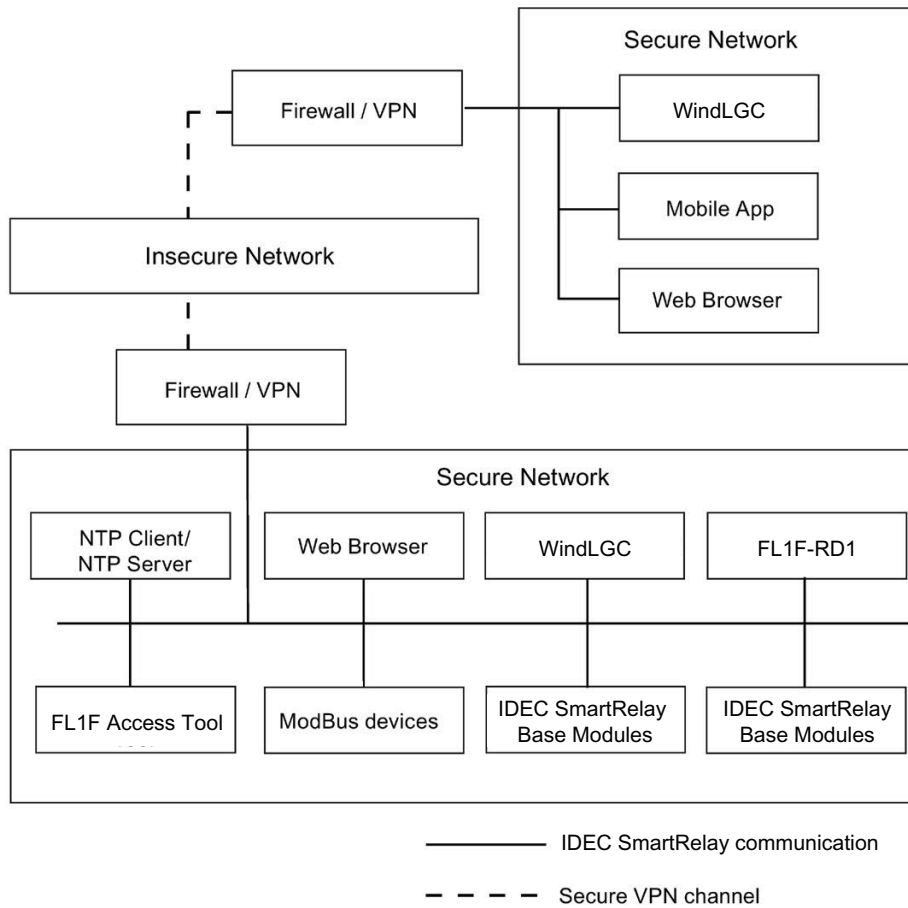 Secure Network
Firewall / VPN
WindLGC
Mobile App
Insecure Network
Web Browser
Firewall / VPN
Secure Network
NTP Client/
NTP Server
Web Browser
WindLGC
FL1F-RD1
FL1F Access Tool
ModBus devices
IDEC SmartRelay
Base Modules
IDEC SmartRelay
Base Modules
IDEC SmartRelay communication
Secure VPN channel